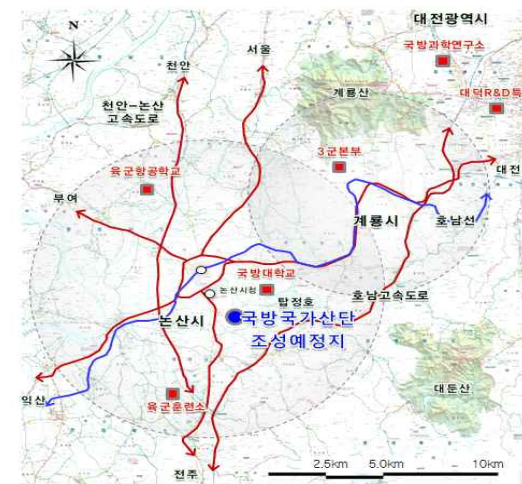 대전광역시
N
서울
국방과학연구소
천안
계룡산
대덕R&D특
천안-논산
고속도로
3군본부
육군항공학교
대전
부여
계룡시
호남선
국방대학교
논산시청
탑정호
호남고속도로
논산시
국방국가산단
조성예정지
대둔산
익산
육군훈련소
전주
2.5km
5.0km
10km